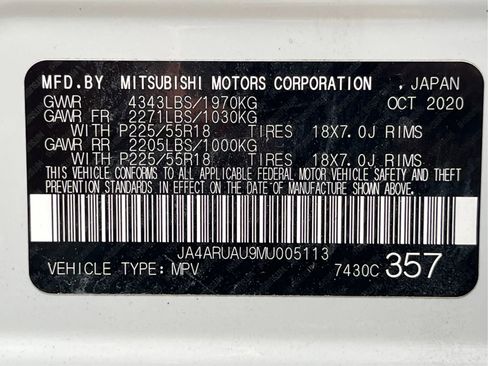 MFD.BY MITSUBISHI MOTORS CORPORATION , JAPAN
GVWR 4343LBS/1970KG OCT 2020
GAWR FR 2271LBS/1030KG
WITH P225/55R18 TIRES 18X7.0J RIMS
GAWR RR 2205LBS/1000KG
WITH P225/55R18 TIRES 18X7.0J RIMS
THIS VEHICLE CONFORMS TO ALL APPLICABLE FEDERAL MOTOR VEHICLE SAFETY AND THEFT
PREVENTION STANDARDS IN EFFECT ON THE DATE OF MANUFACTURE SHOWN ABOVE.
JA4ARUAU9MU005113
VEHICLE TYPE: MPV 7430C 357